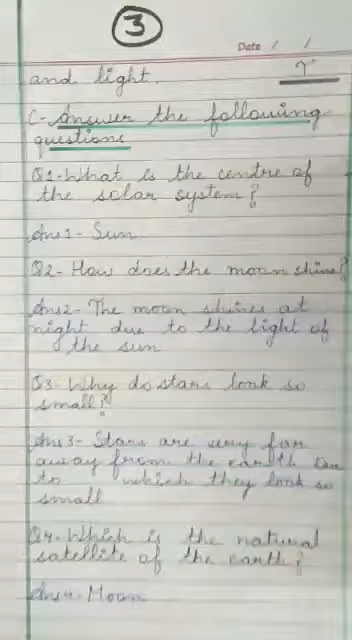 3
Date / /
and light.
C- Answer the following
questions
Q1- What is the centre of
the solar system?
Ans1- Sun
Q2- How does the moon shine?
Ans2- The moon shines at
night due to the light of
the sun
Q3- Why do stars look so
small?
Ans3- Stars are very far
away from the earth due
to which they look so
small
Q4- Which is the natural
satellite of the earth?
Ans4- Moon